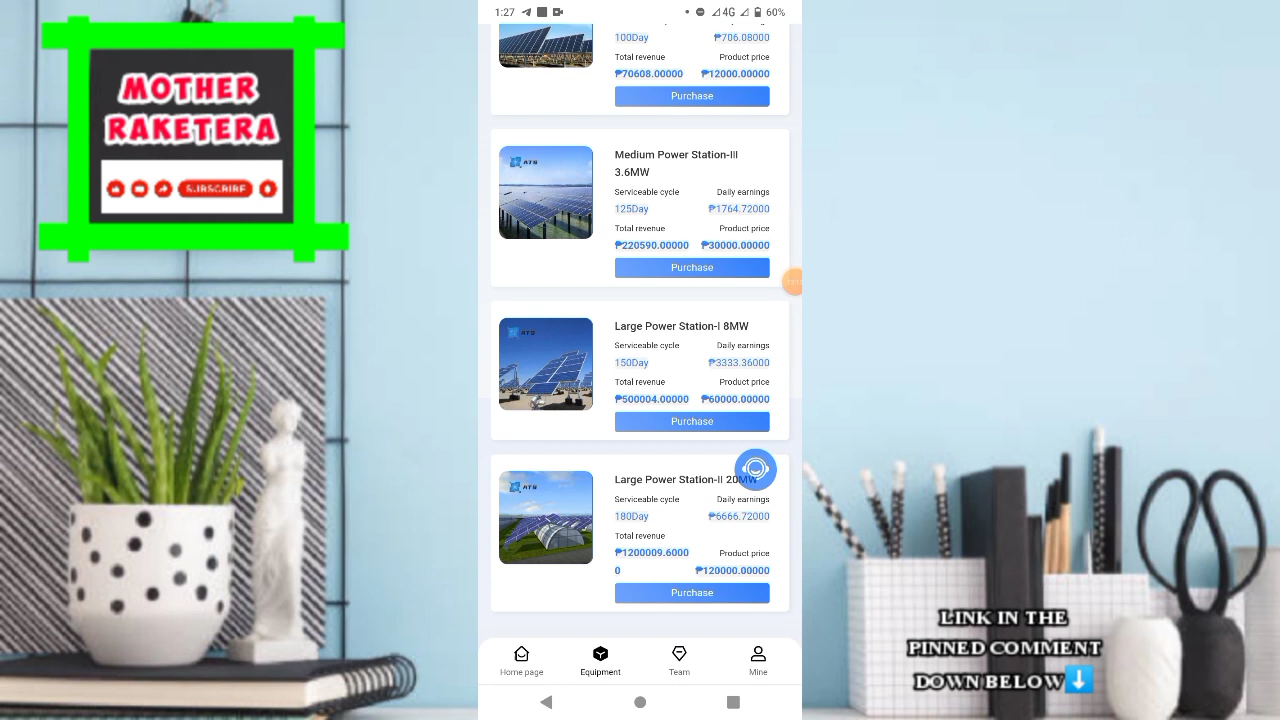 MOTHER
RAKETERA
SUBSCRIBE
1:27
4G
60%
100Day ₱706.08000
Total revenue Product price
₱70608.00000 ₱12000.00000
Purchase
ATG
Medium Power Station-III
3.6MW
Serviceable cycle Daily earnings
125Day ₱1764.72000
Total revenue Product price
₱220590.00000 ₱30000.00000
Purchase
ATG
Large Power Station-I 8MW
Serviceable cycle Daily earnings
150Day ₱3333.36000
Total revenue Product price
₱500004.00000 ₱60000.00000
Purchase
ATG
Large Power Station-II 20MW
Serviceable cycle Daily earnings
180Day ₱6666.72000
Total revenue
₱1200009.6000 Product price
0 ₱120000.00000
Purchase
Home page Equipment Team Mine
LINK IN THE
PINNED COMMENT
DOWN BELOW